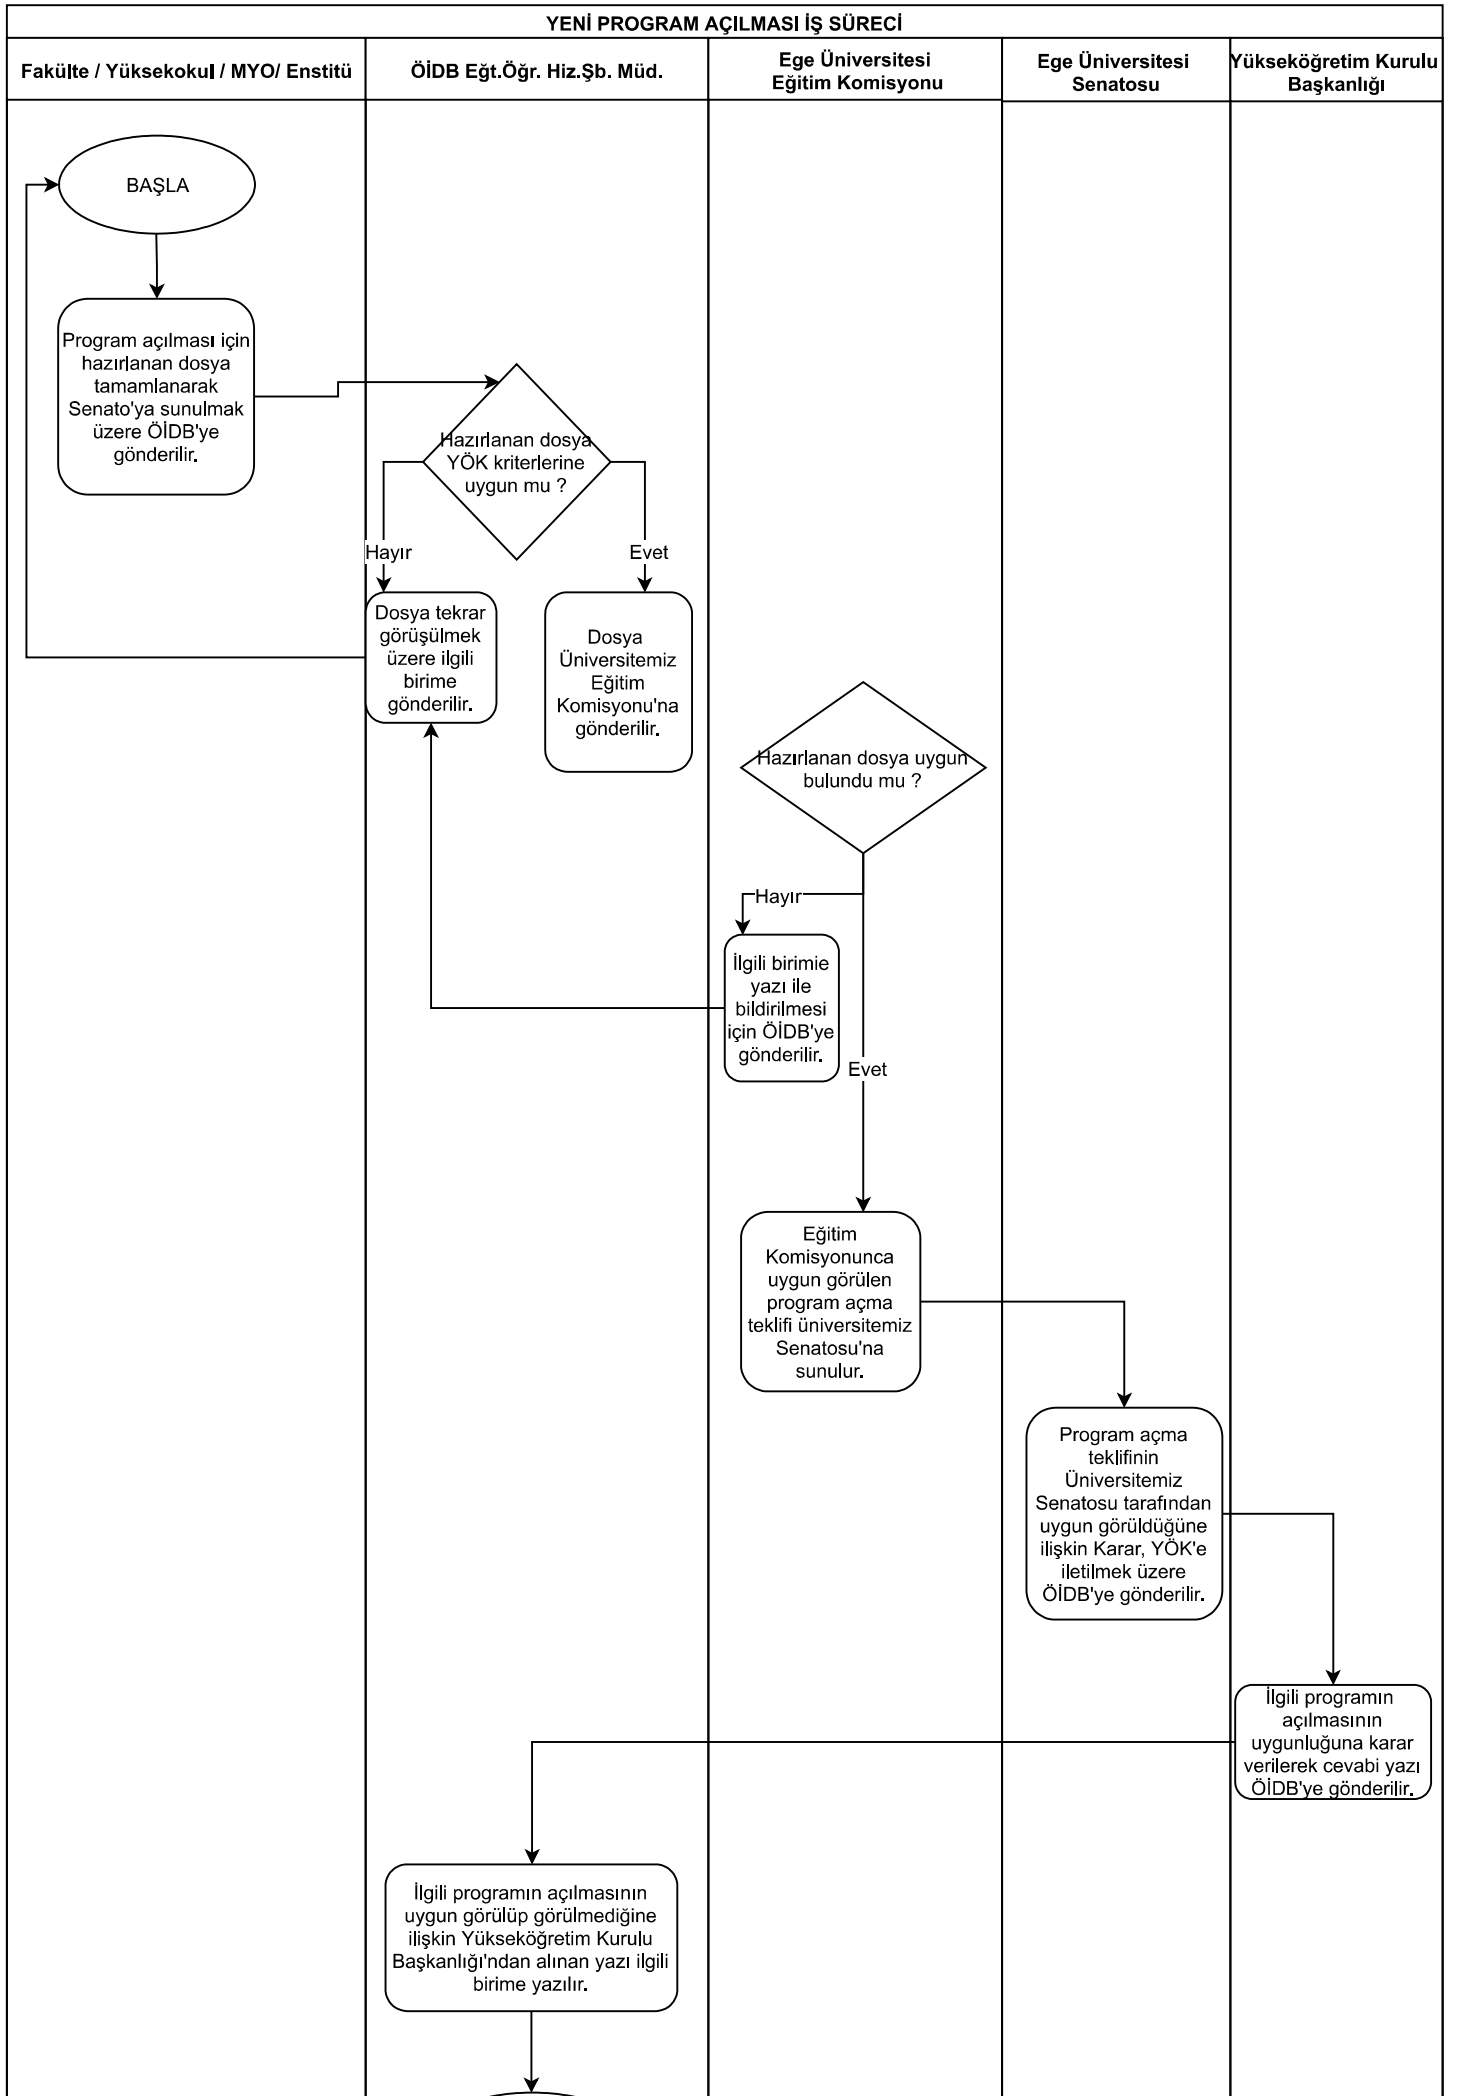 YENİ PROGRAM AÇILMASI İŞ SÜRECİ
Fakülte / Yüksekokul / MYO/ Enstitü
ÖİDB Eğt.Öğr. Hiz.Şb. Müd.
Ege Üniversitesi
Eğitim Komisyonu
Ege Üniversitesi
Senatosu
Yükseköğretim Kurulu
Başkanlığı
BAŞLA
Program açılması için
hazırlanan dosya
tamamlanarak
Senato'ya sunulmak
üzere ÖİDB'ye
gönderilir.
Hazırlanan dosya
YÖK kriterlerine
uygun mu ?
Hayır
Evet
Dosya tekrar
görüşülmek
üzere ilgili
birime
gönderilir.
Dosya
Üniversitemiz
Eğitim
Komisyonu'na
gönderilir.
Hazırlanan dosya uygun
bulundu mu ?
Hayır
İlgili birimie
yazı ile
bildirilmesi
için ÖİDB'ye
gönderilir.
Evet
Eğitim
Komisyonunca
uygun görülen
program açma
teklifi üniversitemiz
Senatosu'na
sunulur.
Program açma
teklifinin
Üniversitemiz
Senatosu tarafından
uygun görüldüğüne
ilişkin Karar, YÖK'e
iletilmek üzere
ÖİDB'ye gönderilir.
İlgili programın
açılmasının
uygunluğuna karar
verilerek cevabi yazı
ÖİDB'ye gönderilir.
İlgili programın açılmasının
uygun görülüp görülmediğine
ilişkin Yükseköğretim Kurulu
Başkanlığı'ndan alınan yazı ilgili
birime yazılır.